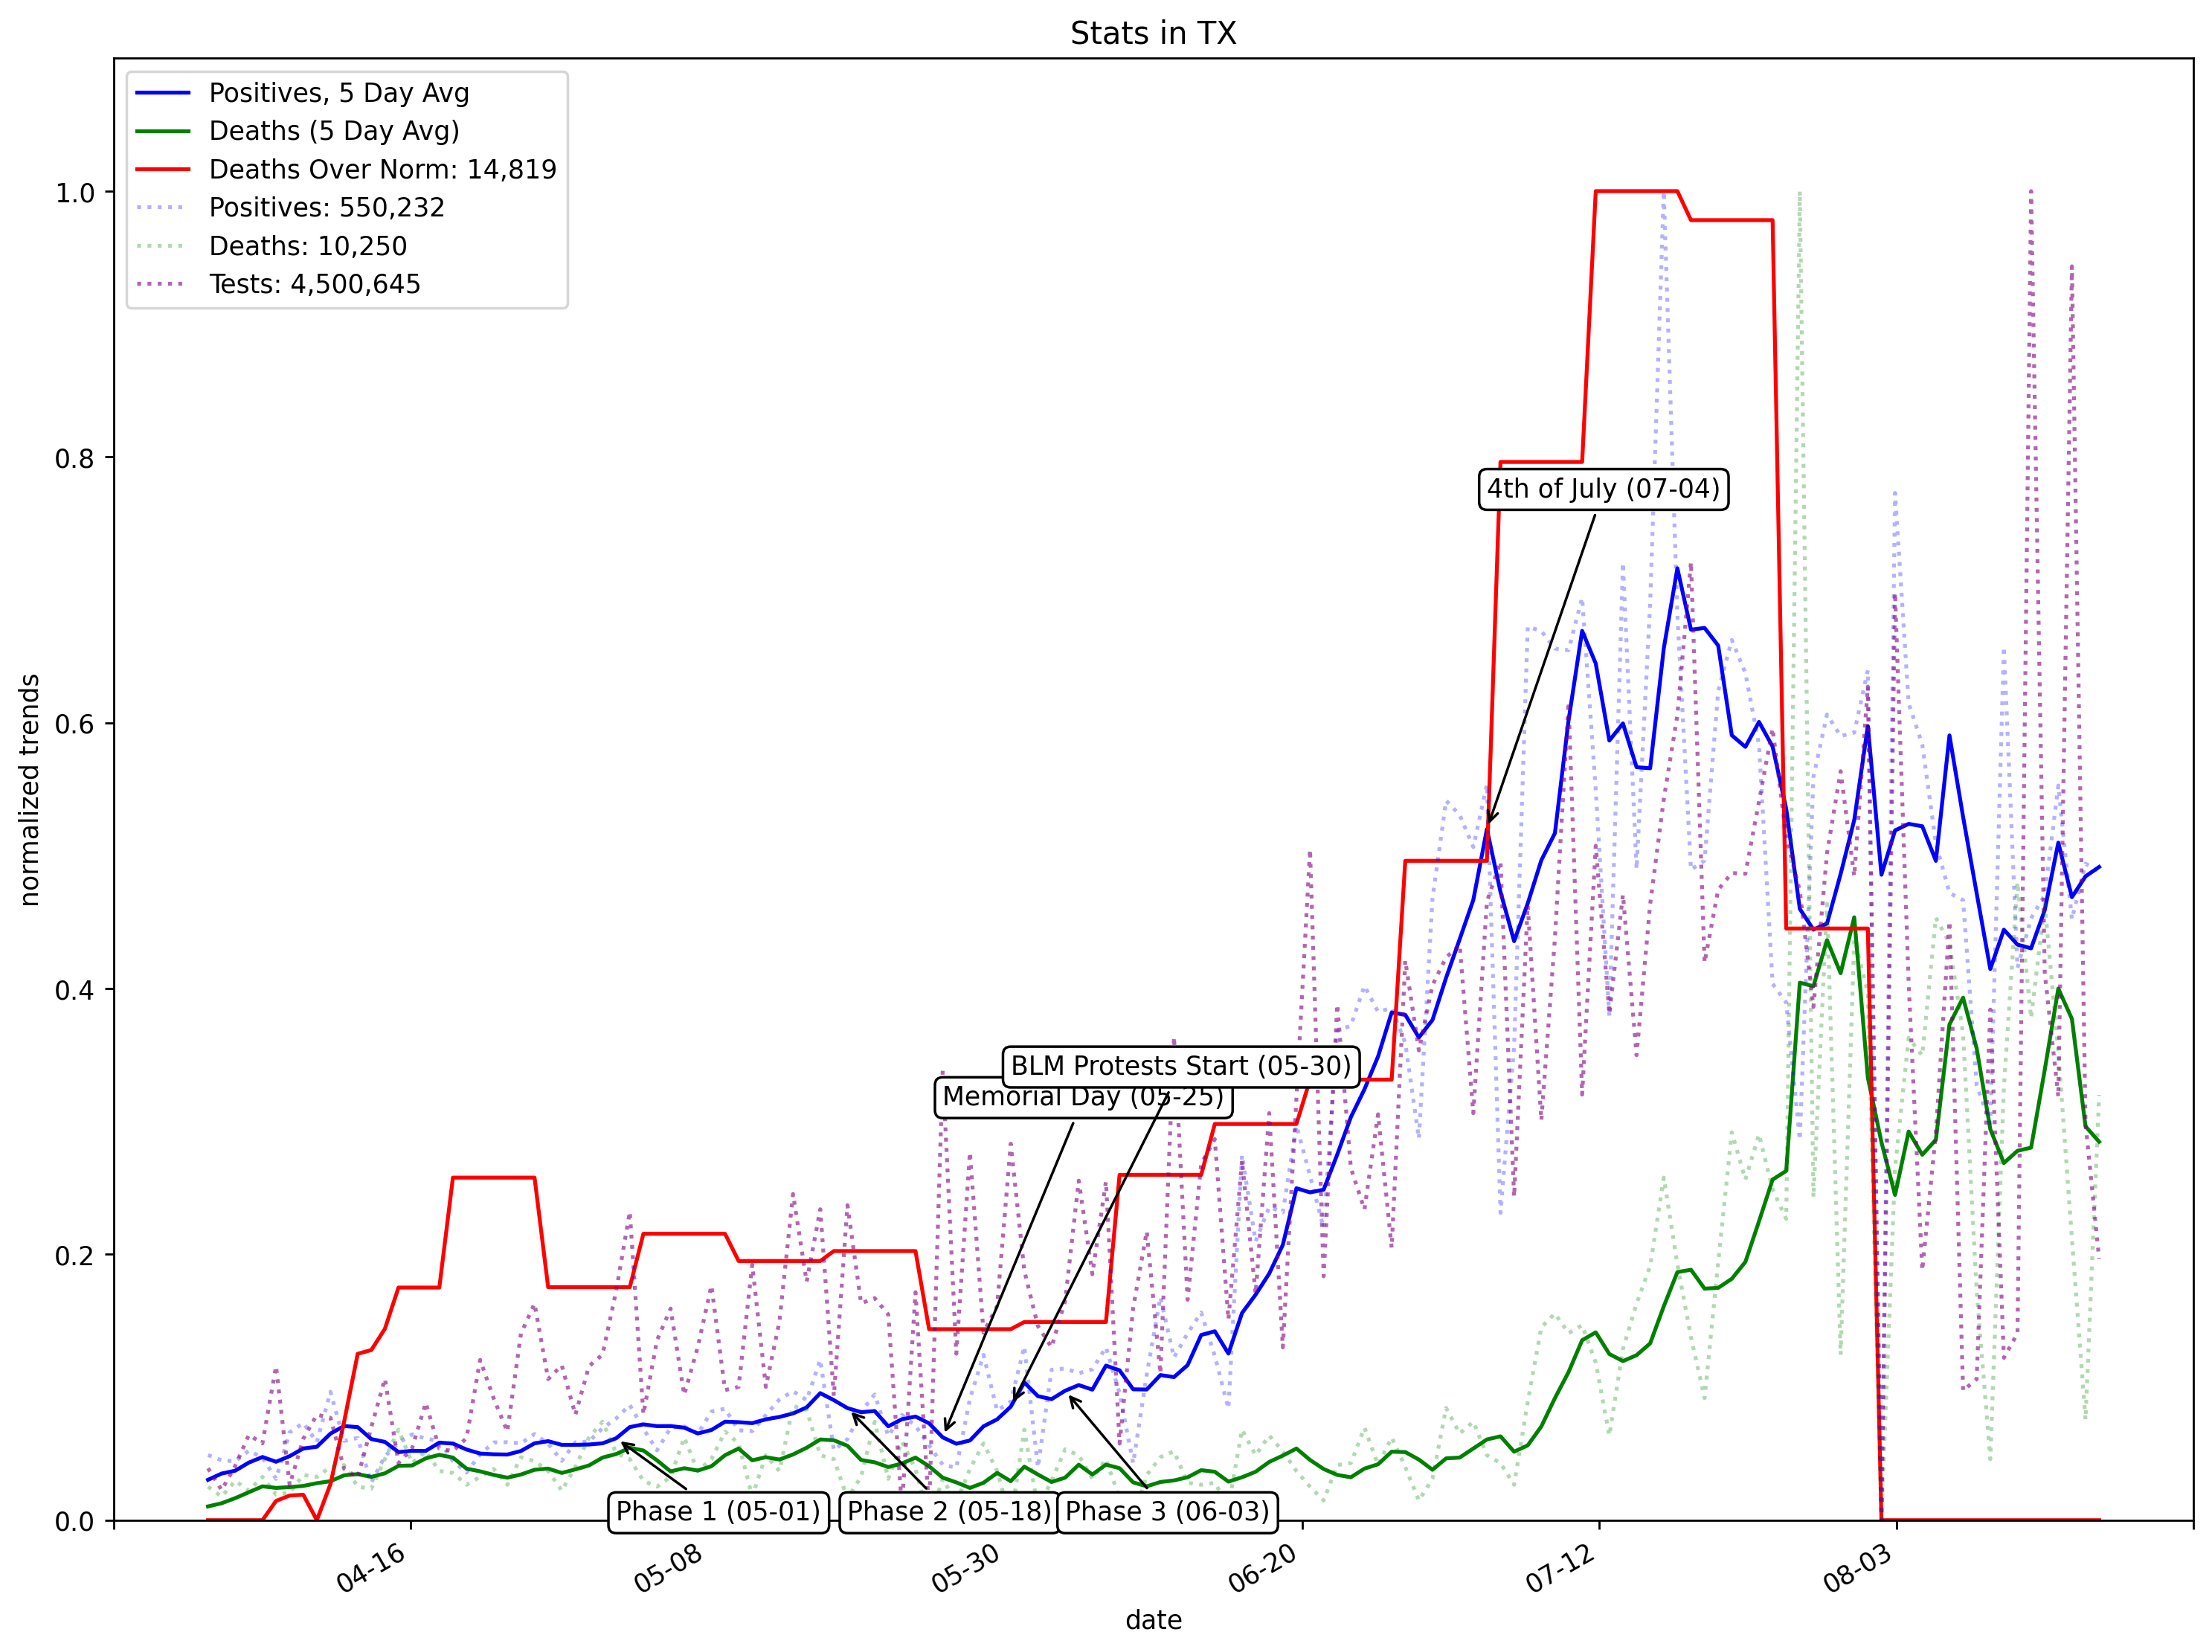 Stats in TX
Positives, 5 Day Avg
Deaths (5 Day Avg)
Deaths Over Norm: 14,819
Positives: 550,232
Deaths: 10,250
Tests: 4,500,645
1.0
0.8
0.6
0.4
0.2
0.0
normalized trends
4th of July (07-04)
BLM Protests Start (05-30)
Memorial Day (05-25)
Phase 1 (05-01)
Phase 2 (05-18)
Phase 3 (06-03)
04-16
05-08
05-30
06-20
07-12
08-03
date